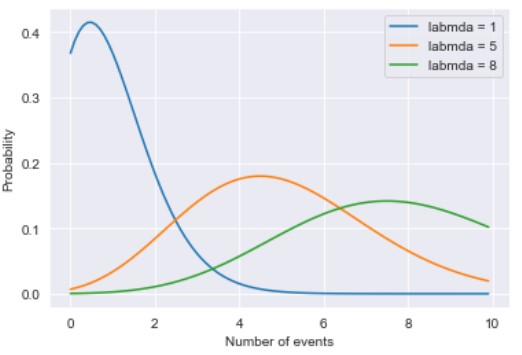 labmda = 1
labmda = 5
labmda = 8
Probability
0.4
0.3
0.2
0.1
0.0
0 2 4 6 8 10
Number of events